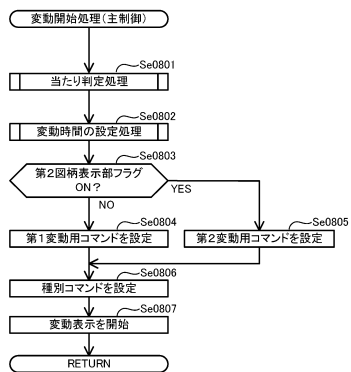 変動開始処理(主制御)
Se0801
当たり判定処理
Se0802
変動時間の設定処理
Se0803
第2図柄表示部フラグ
ON?
YES
NO
Se0804
第1変動用コマンドを設定
Se0805
第2変動用コマンドを設定
Se0806
種別コマンドを設定
Se0807
変動表示を開始
RETURN